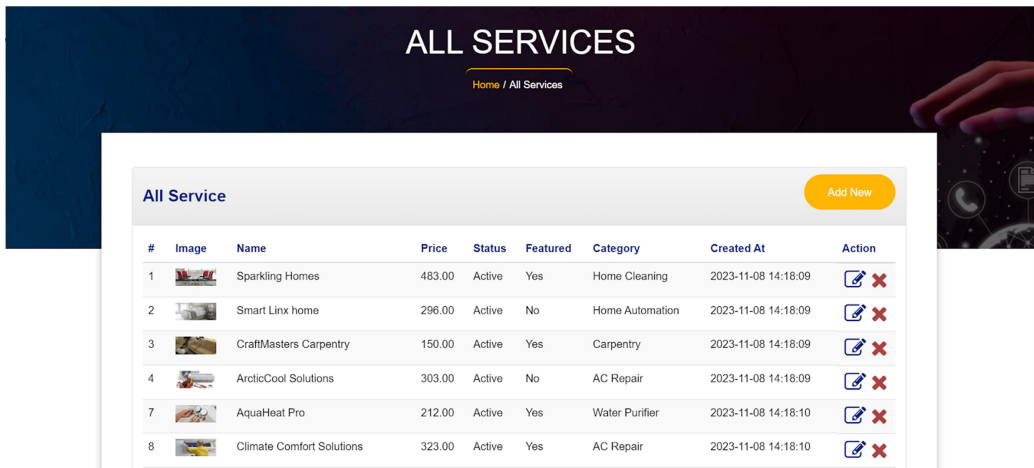 ALL SERVICES
Home / All Services
All Service
Add New
# Image Name Price Status Featured Category Created At Action
1 Sparkling Homes 483.00 Active Yes Home Cleaning 2023-11-08 14:18:09
2 Smart Linx home 296.00 Active No Home Automation 2023-11-08 14:18:09
3 CraftMasters Carpentry 150.00 Active Yes Carpentry 2023-11-08 14:18:09
4 ArcticCool Solutions 303.00 Active No AC Repair 2023-11-08 14:18:09
7 AquaHeat Pro 212.00 Active Yes Water Purifier 2023-11-08 14:18:10
8 Climate Comfort Solutions 323.00 Active Yes AC Repair 2023-11-08 14:18:10